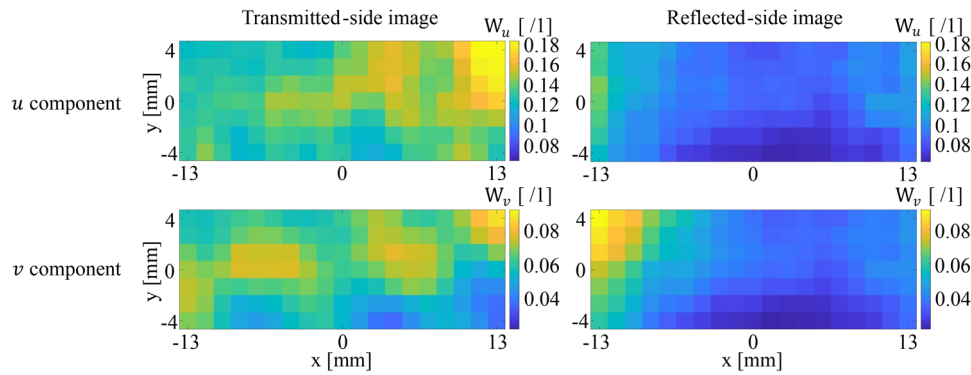 Transmitted-side image Reflected-side image
W_u [ /1] W_u [ /1]
u component y [mm] 4 0 -4 0.18 0.16 0.14 0.12 0.1 0.08 4 0 -4 0.18 0.16 0.14 0.12 0.1 0.08
-13 0 13 -13 0 13
W_v [ /1] W_v [ /1]
v component y [mm] 4 0 -4 0.08 0.06 0.04 4 0 -4 0.08 0.06 0.04
-13 0 13 -13 0 13
x [mm] x [mm]